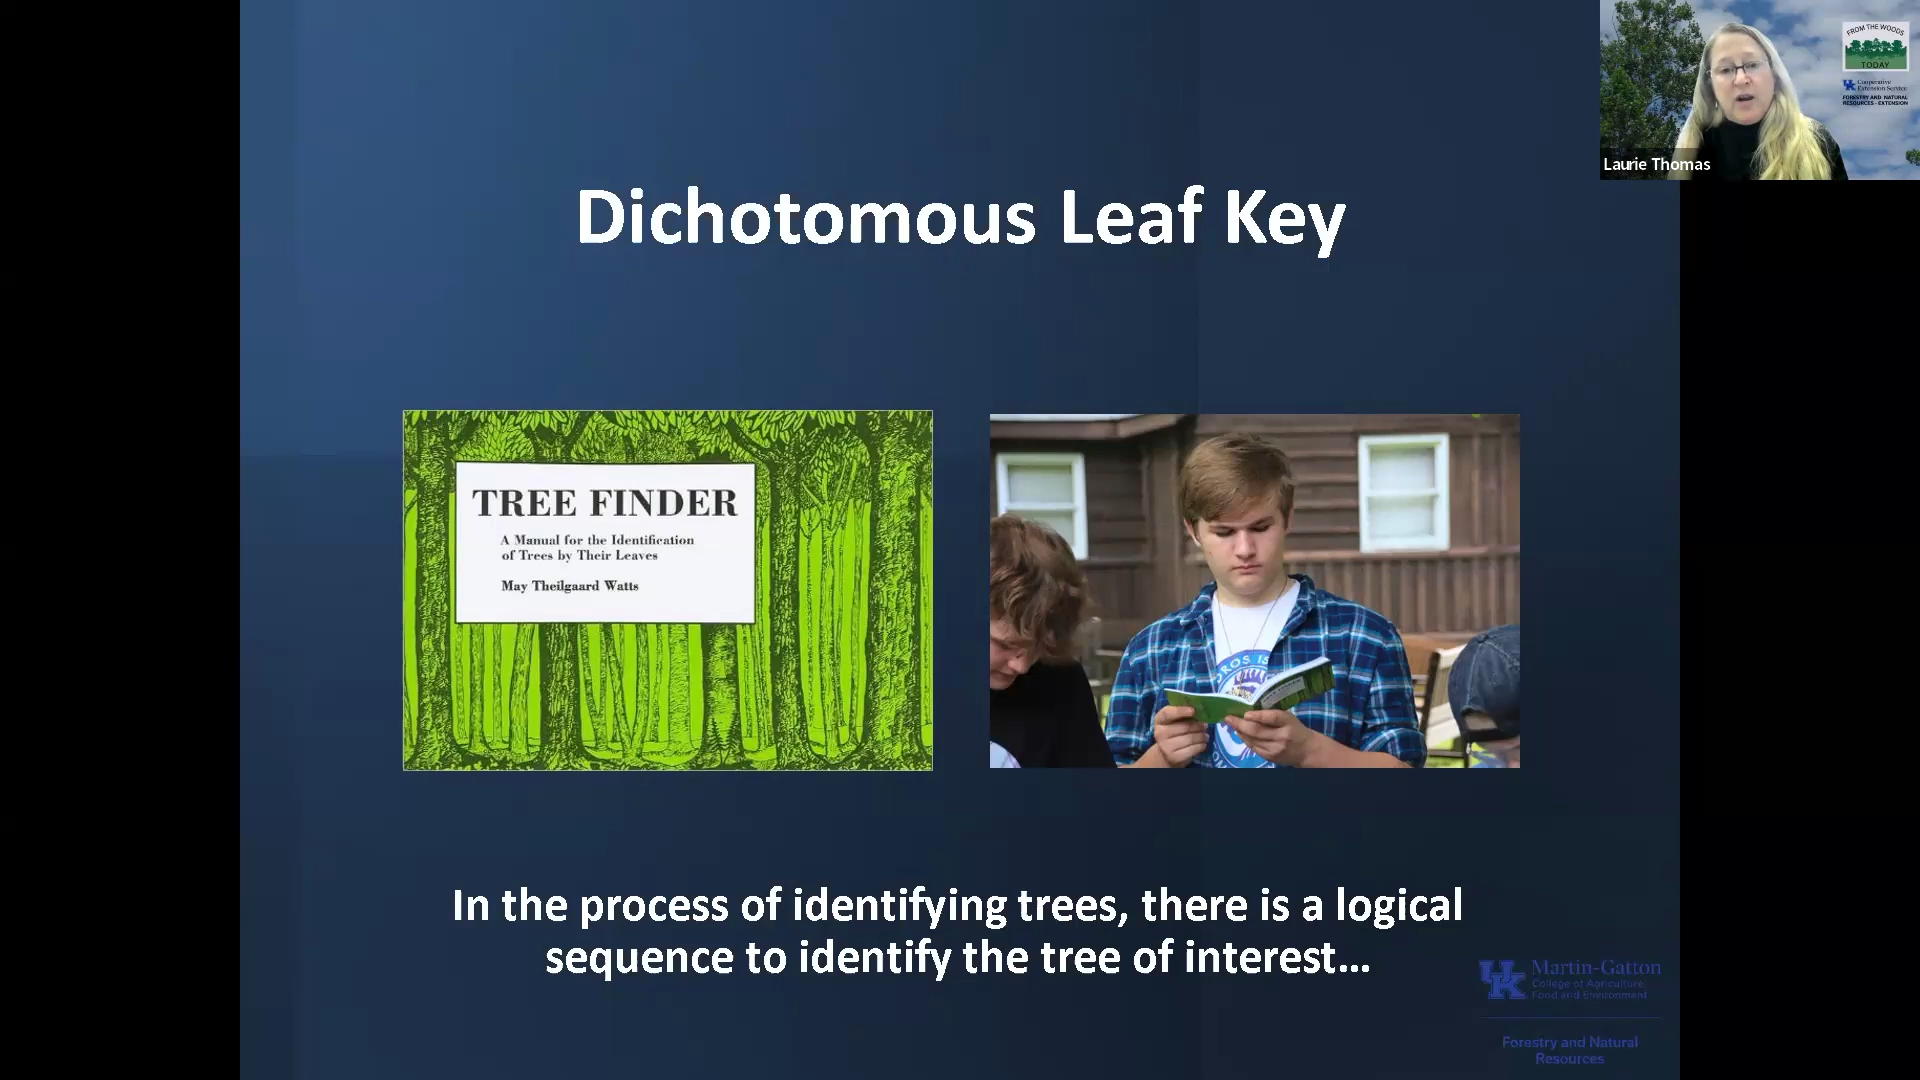 Dichotomous Leaf Key
TREE FINDER
A Manual for the Identification
of Trees by Their Leaves
May Theilgaard Watts
In the process of identifying trees, there is a logical
sequence to identify the tree of interest...
UK Martin-Gatton
College of Agriculture,
Food and Environment
Forestry and Natural
Resources
FROM THE WOODS
TODAY
UK Cooperative
Extension Service
FORESTRY AND NATURAL
RESOURCES - EXTENSION
Laurie Thomas